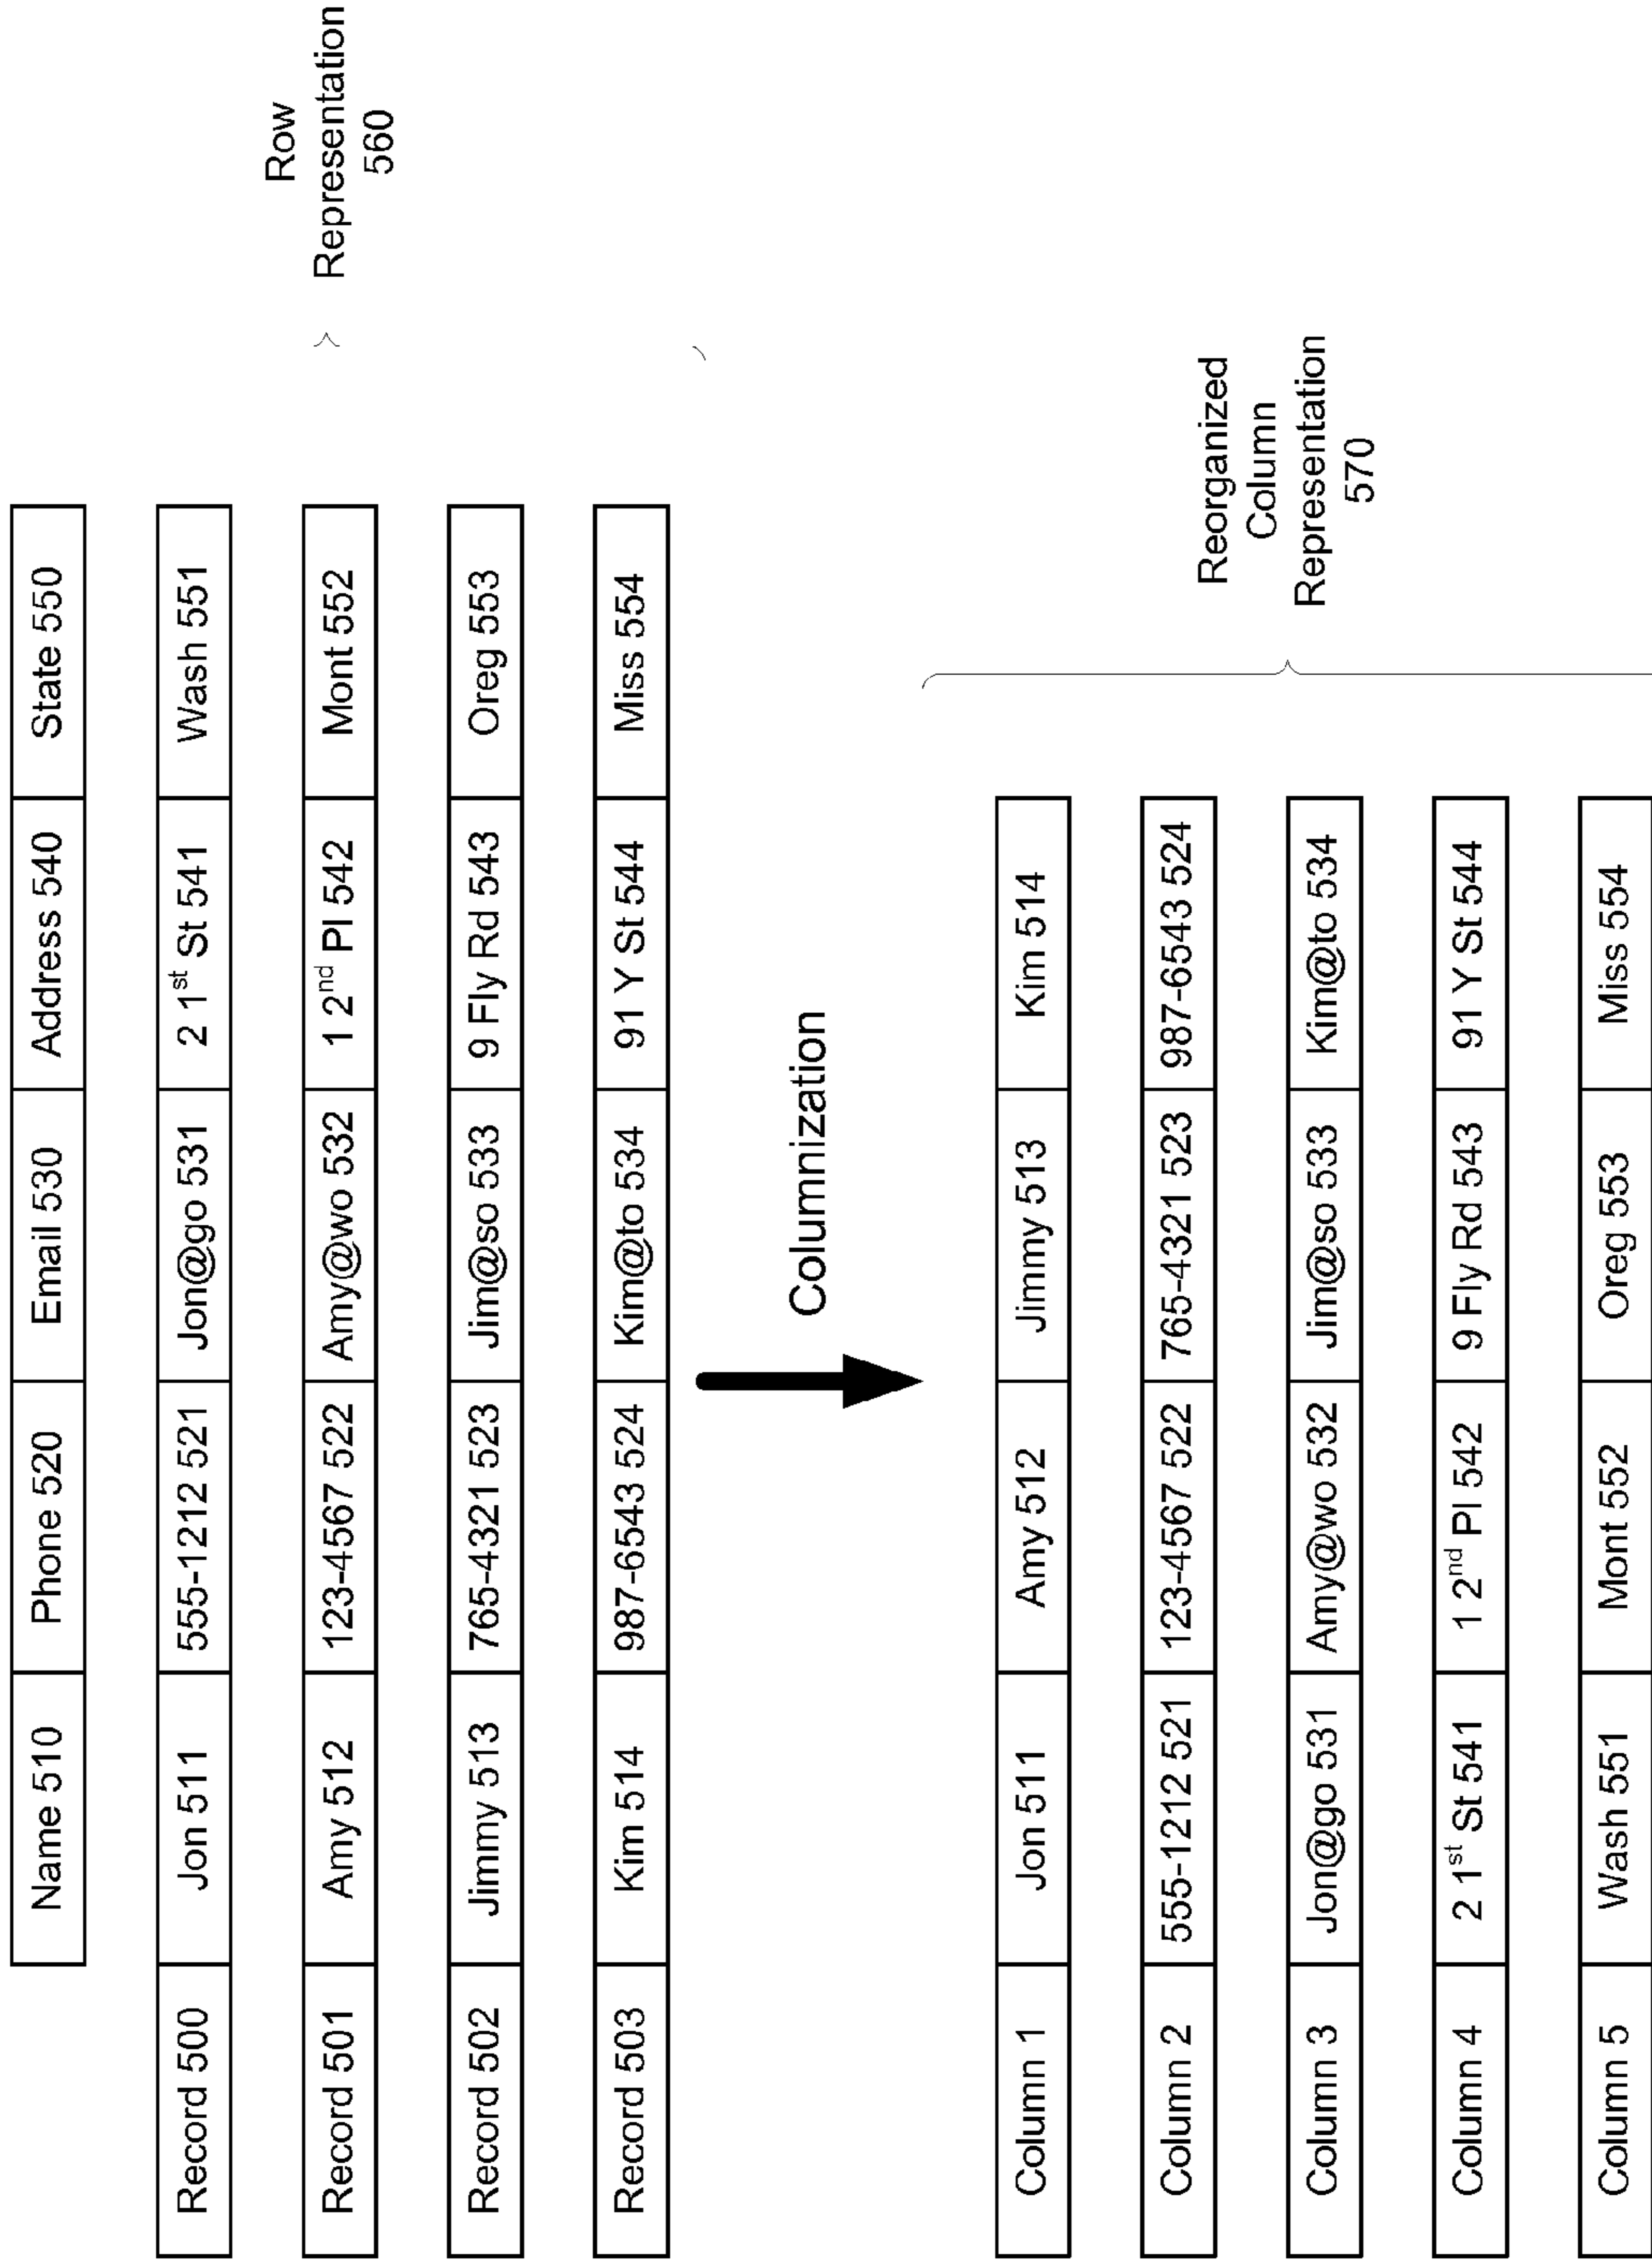 Name 510 Phone 520 Email 530 Address 540 State 550
Record 500 Jon 511 555-1212 521 Jon@go 531 2 1st St 541 Wash 551
Record 501 Amy 512 123-4567 522 Amy@wo 532 1 2nd Pl 542 Mont 552
Record 502 Jimmy 513 765-4321 523 Jim@so 533 9 Fly Rd 543 Oreg 553
Record 503 Kim 514 987-6543 524 Kim@to 534 91 Y St 544 Miss 554
Row
Representation
560
Columnization
Column 1 Jon 511 Amy 512 Jimmy 513 Kim 514
Column 2 555-1212 521 123-4567 522 765-4321 523 987-6543 524
Column 3 Jon@go 531 Amy@wo 532 Jim@so 533 Kim@to 534
Column 4 2 1st St 541 1 2nd Pl 542 9 Fly Rd 543 91 Y St 544
Column 5 Wash 551 Mont 552 Oreg 553 Miss 554
Reorganized
Column
Representation
570